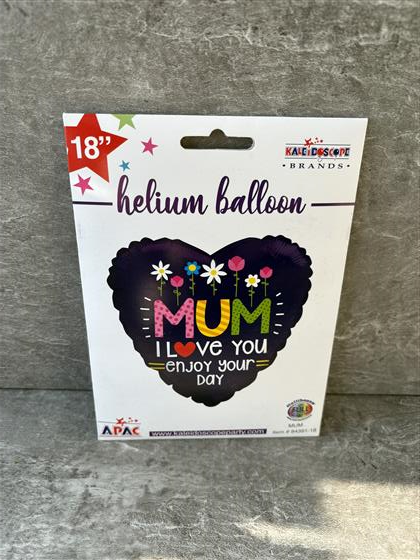 18"
KALEIDOSCOPE
• BRANDS •
helium balloon
MUM
I LOVE YOU
enjoy your
DAY
APAC
www.kaleidoscopeparty.com
MUM